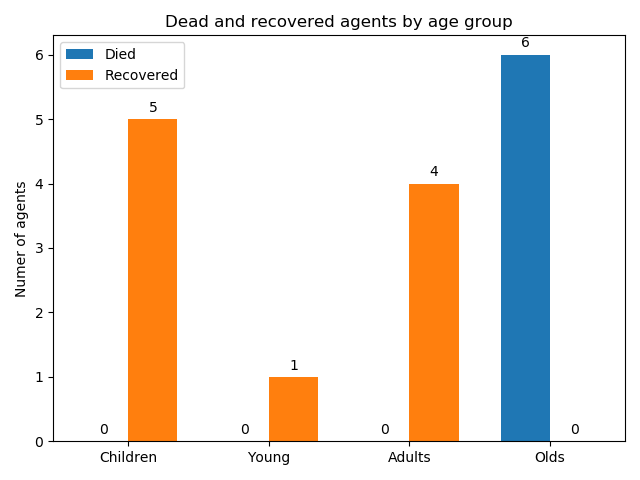 Dead and recovered agents by age group
Died
Recovered
Numer of agents
6
5
4
3
2
1
0
0
5
0
1
0
4
6
0
Children
Young
Adults
Olds